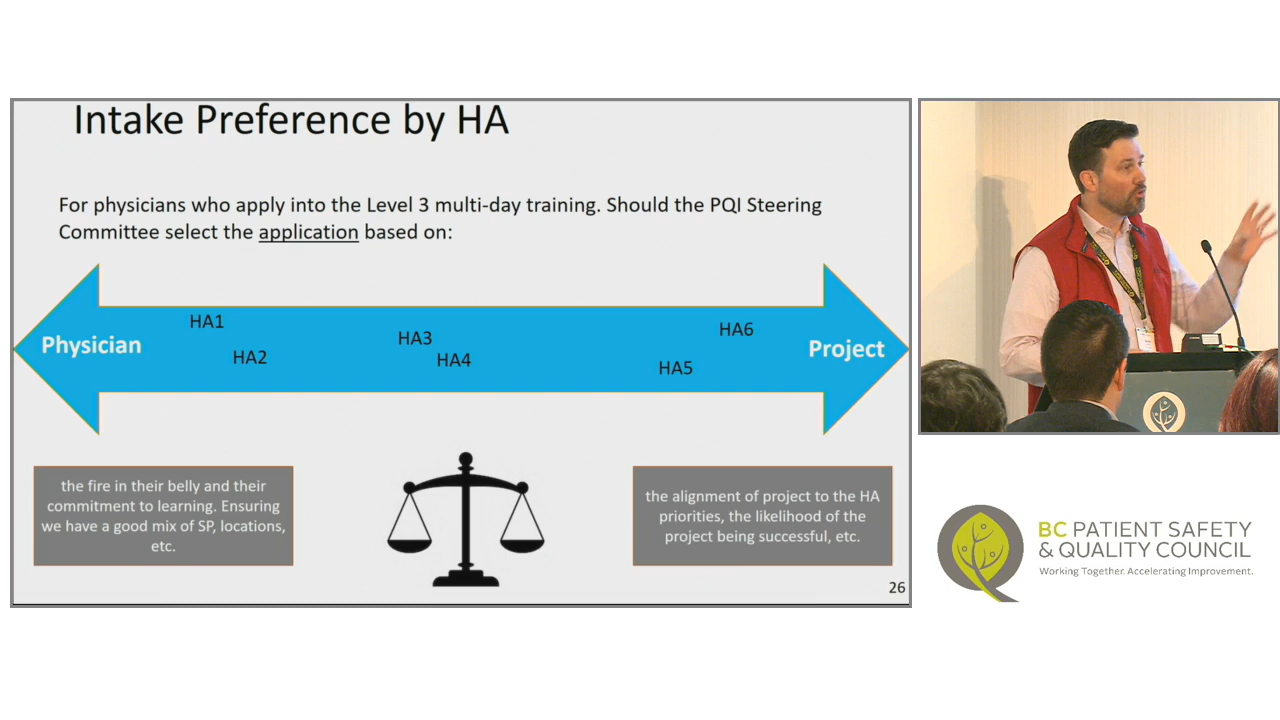 Intake Preference by HA
For physicians who apply into the Level 3 multi-day training. Should the PQI Steering
Committee select the application based on:
Physician
HA1
HA2
HA3
HA4
HA5
HA6
Project
the fire in their belly and their
commitment to learning. Ensuring
we have a good mix of SP, locations,
etc.
the alignment of project to the HA
priorities, the likelihood of the
project being successful, etc.
26
BC PATIENT SAFETY
& QUALITY COUNCIL
Working Together. Accelerating Improvement.